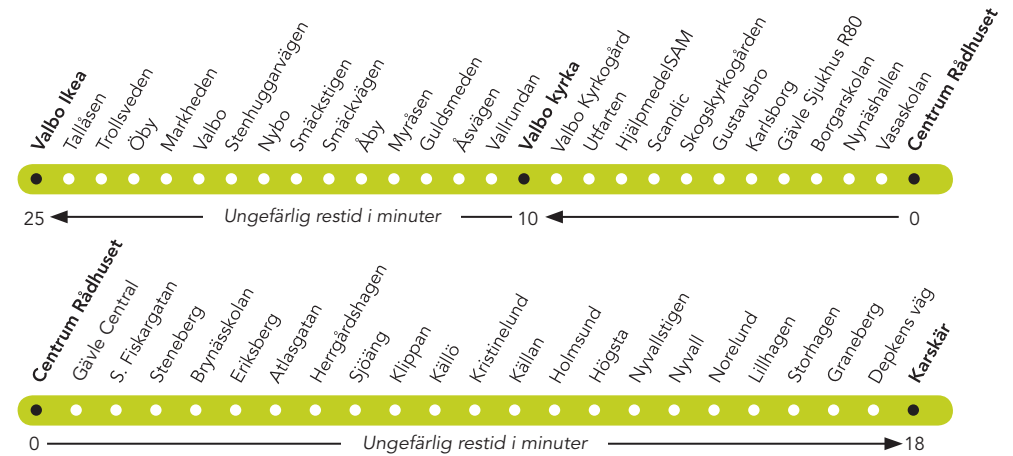 Valbo Ikea
Tallåsen
Trollsveden
Öby
Markheden
Valbo
Stenhuggarvägen
Nybo
Smäckstigen
Smäckvägen
Åby
Myråsen
Guldsmeden
Åsvägen
Vallrundan
Valbo kyrka
Valbo Kyrkogård
Uttarten
HjälpmedelSAM
Scandic
Skogskyrkogården
Gustavsbro
Karlsborg
Gävle Sjukhus R80
Borgarskolan
Nynäshallen
Vasaskolan
Centrum Rådhuset
25 Ungefärlig restid i minuter 10 0
Centrum Rådhuset
Gävle Central
S. Fiskargatan
Steneberg
Brynässkolan
Eriksberg
Atlasgatan
Herrgårdshagen
Sjöäng
Klippan
Källö
Kristinelund
Källan
Holmsund
Högsta
Nyvallstigen
Nyvall
Norelund
Lillhagen
Storhagen
Graneberg
Depkens väg
Karskär
0 Ungefärlig restid i minuter 18